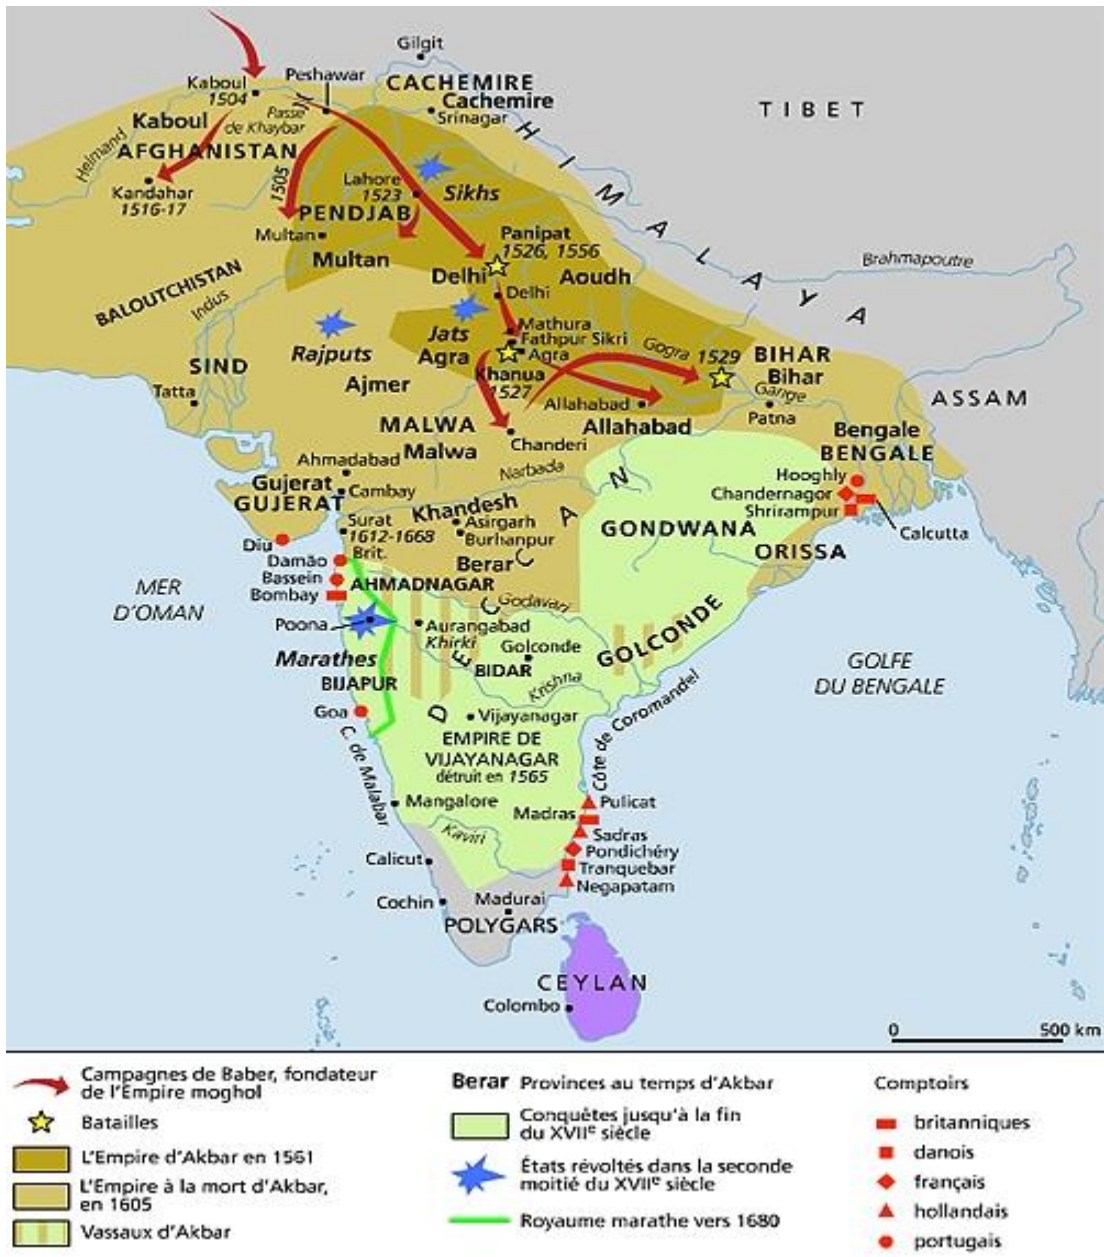 Gilgit
Kaboul
1504
Peshawar
CACHEMIRE
Cachemire
Srinagar
TIBET
Kaboul
Passe
de Khaybar
HIMALAYA
Helmand
AFGHANISTAN
Kandahar
1516-17
1505
Lahore
1523
Sikhs
PENDJAB
Multan
Multan
Panipat
1526, 1556
Delhi
Aoudh
Delhi
Brahmapoutre
BALOUTCHISTAN
Indus
Jats
Agra
Mathura
Fathpur Sikri
Agra
Rajputs
Gogra
1529
BIHAR
Bihar
SIND
Tatta
Ajmer
Khanua
1527
Gange
Patna
ASSAM
Allahabad
Allahabad
MALWA
Malwa
Chanderi
Bengale
BENGALE
Ahmadabad
Narbada
Hooghly
Chandernagor
Shrirampur
Calcutta
Gujerat
GUJERAT
Cambay
Khandesh
Asirgarh
Burhanpur
GONDWANA
ORISSA
Surat
1612-1668
Brit.
Diu
Damão
Bassein
Bombay
Berar
DECCAN
AHMADNAGAR
Godavari
MER
D'OMAN
Poona
Aurangabad
Khirki
Golconde
GOLCONDE
Marathes
BIDAR
BIJAPUR
Krishna
GOLFE
DU BENGALE
Goa
Vijayanagar
C. de Malabar
Côte de Coromandel
EMPIRE DE
VIJAYANAGAR
détruit en 1565
Mangalore
Pulicat
Madras
Kaviri
Sadras
Pondichéry
Tranquebar
Negapatam
Calicut
Cochin
Madurai
POLYGARS
CEYLAN
Colombo
0 500 km
Campagnes de Baber, fondateur
de l'Empire moghol
Batailles
L'Empire d'Akbar en 1561
L'Empire à la mort d'Akbar,
en 1605
Vassaux d'Akbar
Berar Provinces au temps d'Akbar
Conquêtes jusqu'à la fin
du XVIIe siècle
États révoltés dans la seconde
moitié du XVIIe siècle
Royaume marathe vers 1680
Comptoirs
britanniques
danois
français
hollandais
portugais